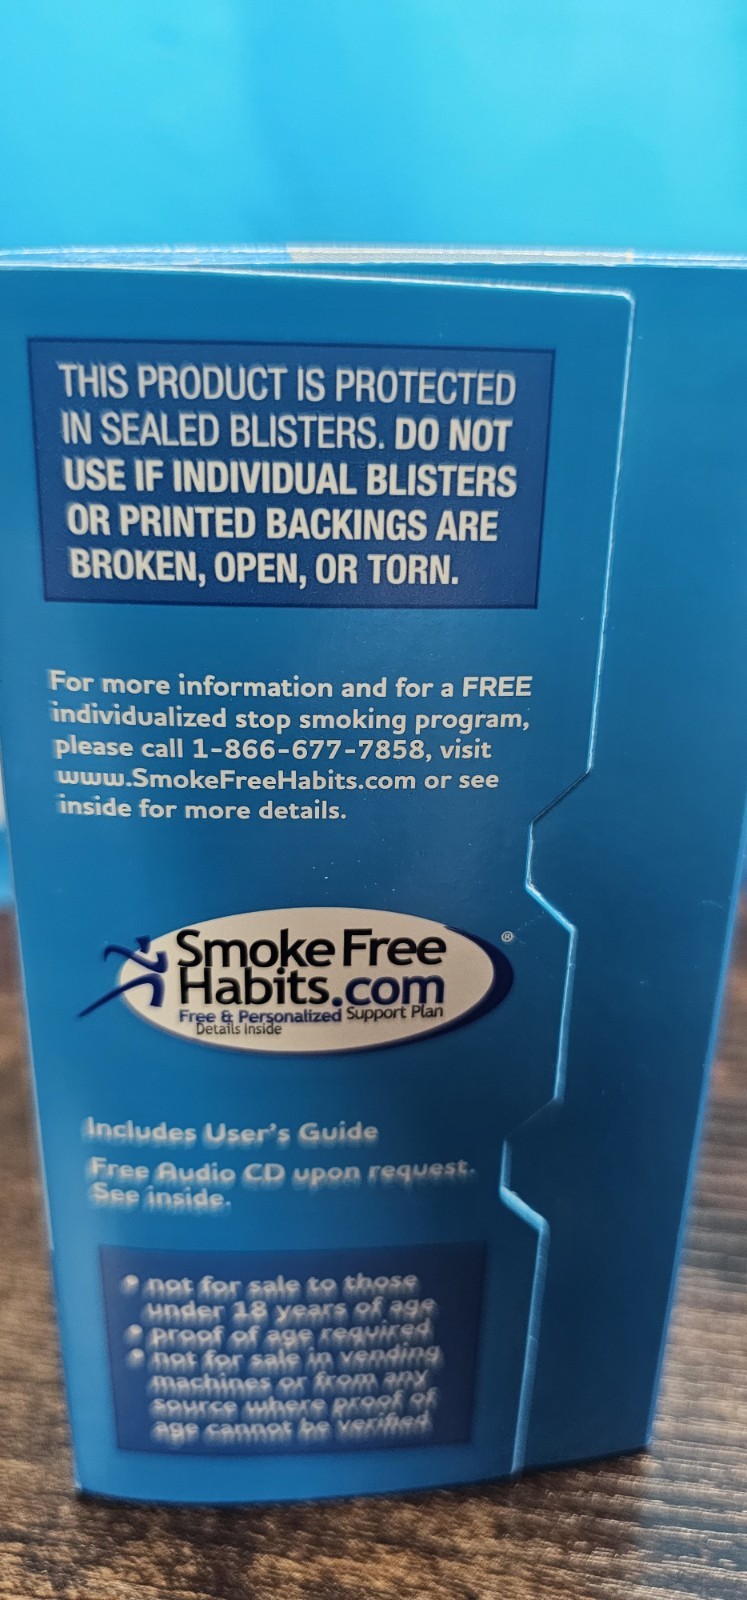 THIS PRODUCT IS PROTECTED
IN SEALED BLISTERS. DO NOT
USE IF INDIVIDUAL BLISTERS
OR PRINTED BACKINGS ARE
BROKEN, OPEN, OR TORN.
For more information and for a FREE
individualized stop smoking program,
please call 1-866-677-7858, visit
www.SmokeFreeHabits.com or see
inside for more details.
Smoke Free ®
Habits.com
Free & Personalized Support Plan
Details Inside
Includes User's Guide
Free Audio CD upon request.
See inside.
• not for sale to those
under 18 years of age
• proof of age required
• not for sale in vending
machines or from any
source where proof of
age cannot be verified